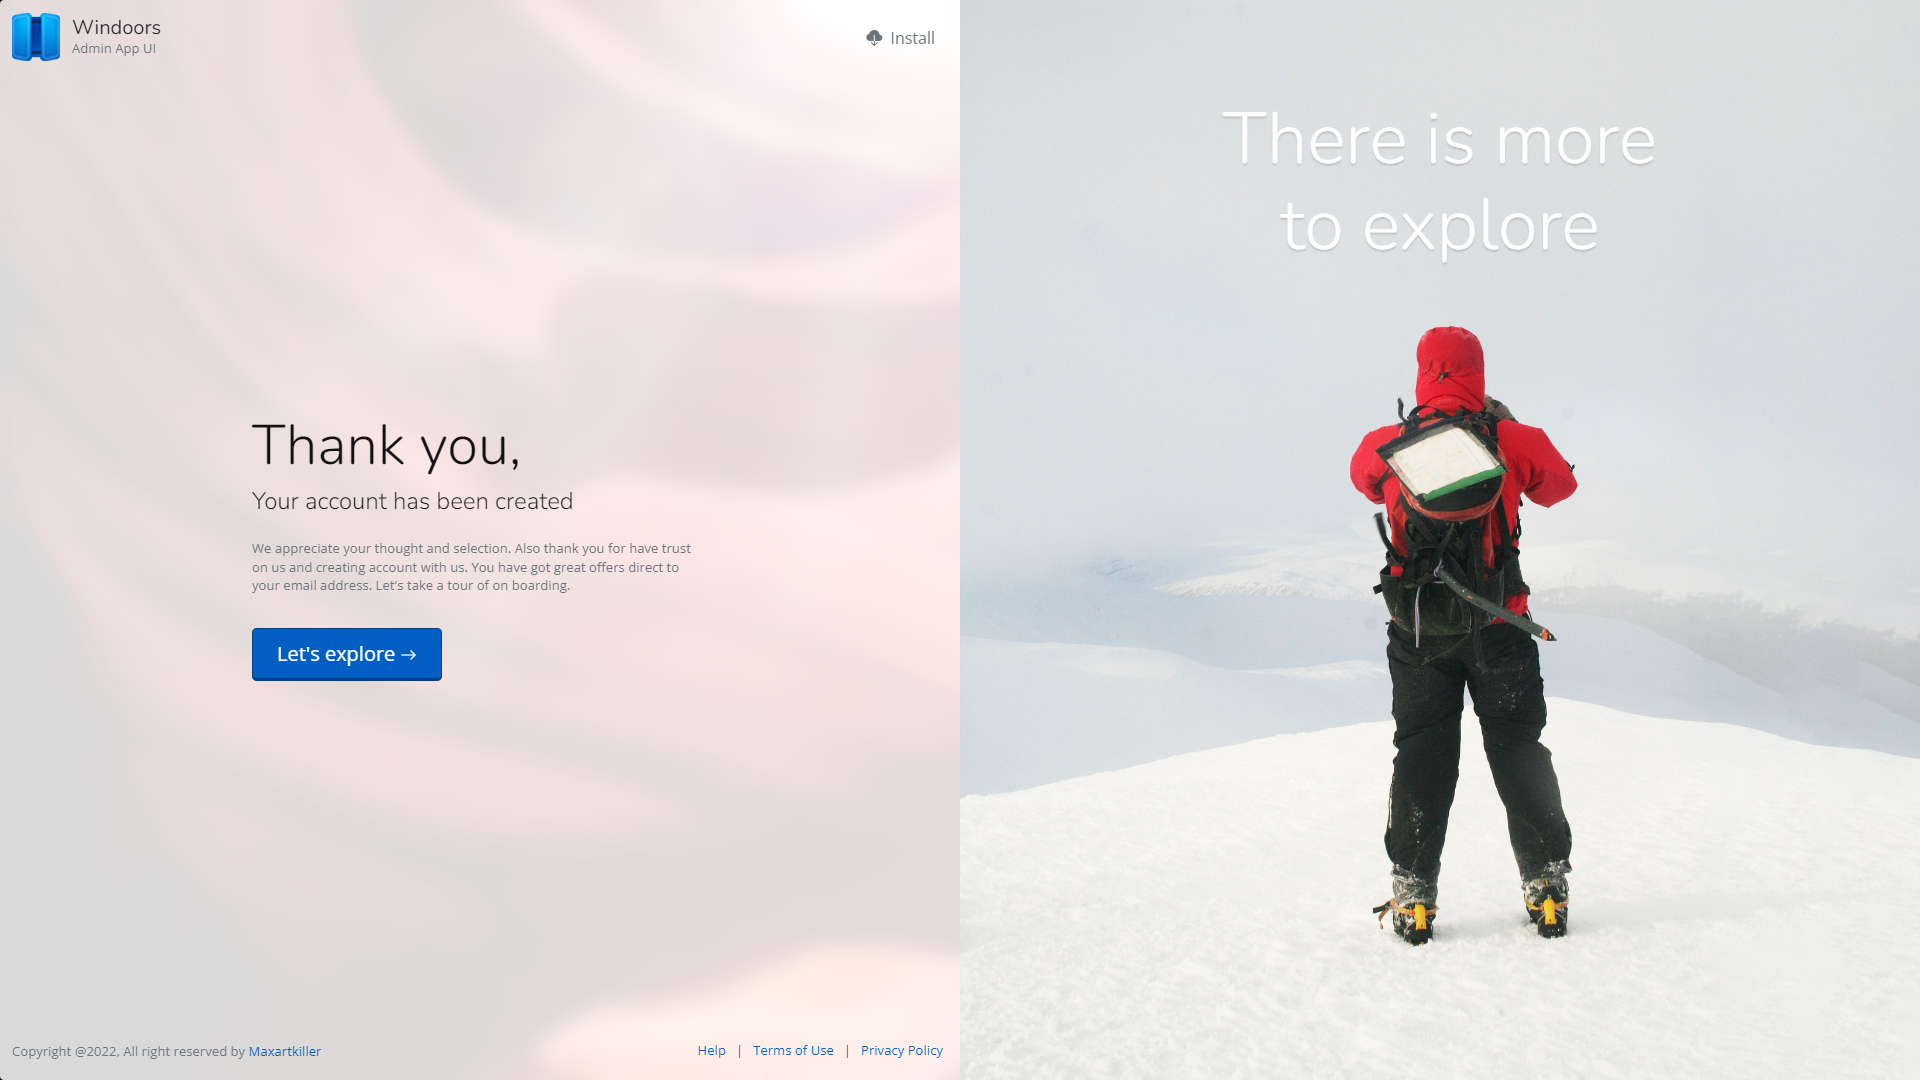 Windoors
Admin App UI
Install
There is more
to explore
Thank you,
Your account has been created
We appreciate your thought and selection. Also thank you for have trust
on us and creating account with us. You have got great offers direct to
your email address. Let's take a tour of on boarding.
Let's explore →
Copyright @2022, All right reserved by Maxartkiller
Help | Terms of Use | Privacy Policy